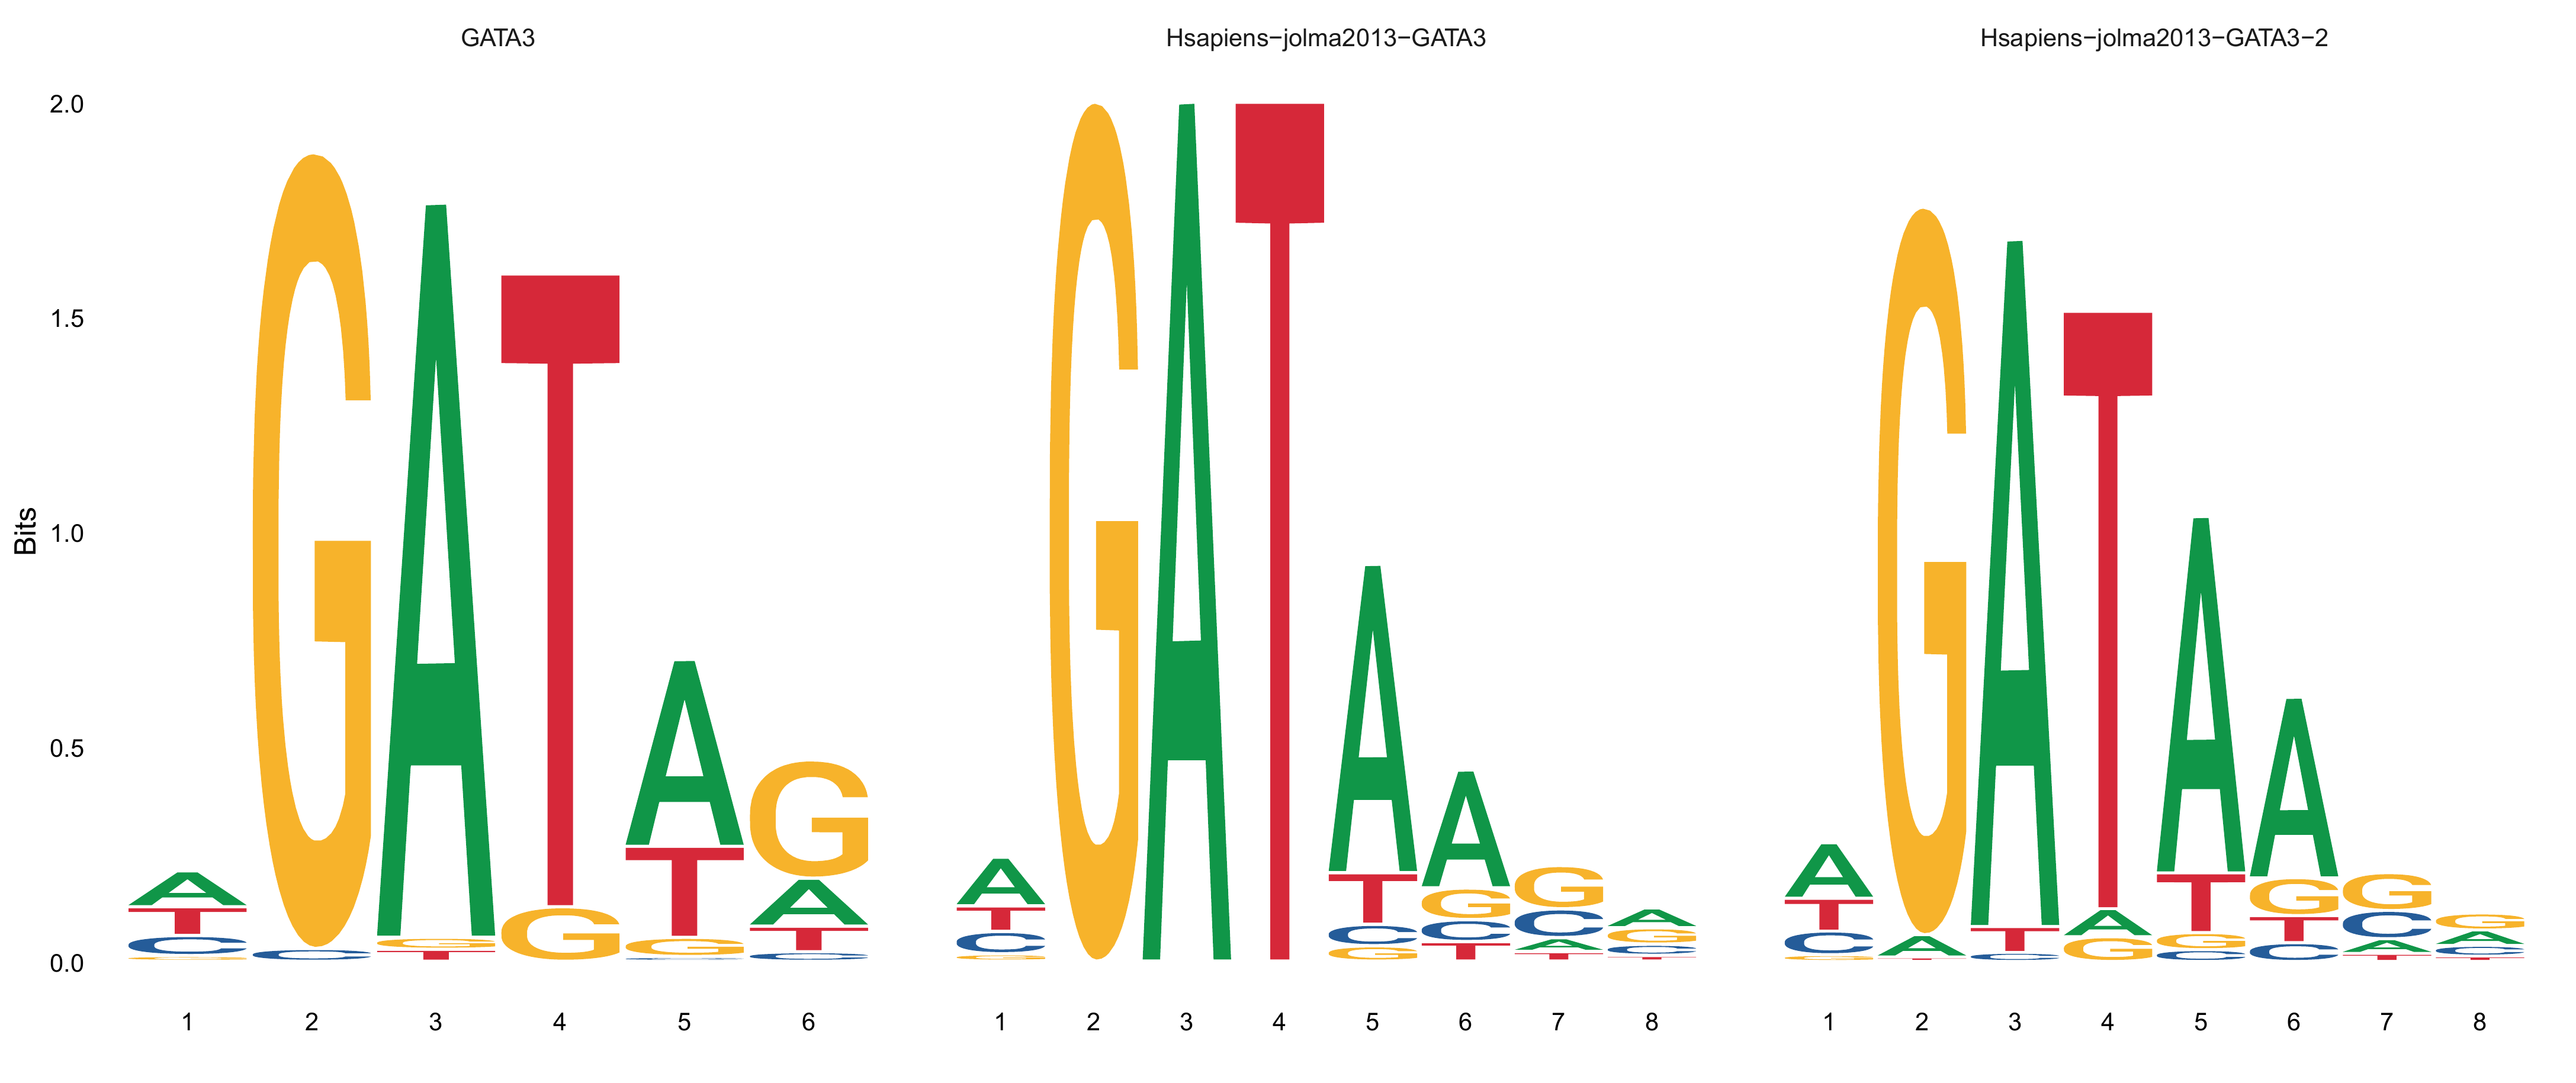 GATA3 Hsapiens−jolma2013−GATA3 Hsapiens−jolma2013−GATA3−2
2.0
1.5
1.0
0.5
0.0
Bits
A G A T A G
T C G G T A
C T G T
G C C
A G A T A A G A
T T G C G
C C C A C
G G T T T
A G A T A A G G
T A T A T G C A
C T C G G T A C
G C C T T
1 2 3 4 5 6 1 2 3 4 5 6 7 8 1 2 3 4 5 6 7 8